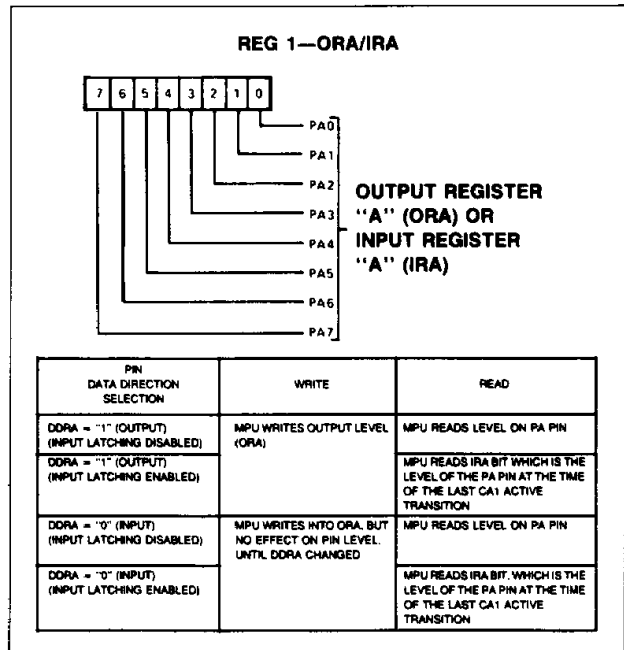 REG 1—ORA/IRA
7 6 5 4 3 2 1 0
PA0
PA1
PA2
PA3
PA4
PA5
PA6
PA7
OUTPUT REGISTER
"A" (ORA) OR
INPUT REGISTER
"A" (IRA)
PIN
DATA DIRECTION
SELECTION
WRITE
READ
DDRA = "1" (OUTPUT)
(INPUT LATCHING DISABLED)
MPU WRITES OUTPUT LEVEL
(ORA)
MPU READS LEVEL ON PA PIN
DDRA = "1" (OUTPUT)
(INPUT LATCHING ENABLED)
MPU READS IRA BIT WHICH IS THE
LEVEL OF THE PA PIN AT THE TIME
OF THE LAST CA1 ACTIVE
TRANSITION
DDRA = "0" (INPUT)
(INPUT LATCHING DISABLED)
MPU WRITES INTO ORA, BUT
NO EFFECT ON PIN LEVEL,
UNTIL DDRA CHANGED
MPU READS LEVEL ON PA PIN
DDRA = "0" (INPUT)
(INPUT LATCHING ENABLED)
MPU READS IRA BIT, WHICH IS THE
LEVEL OF THE PA PIN AT THE TIME
OF THE LAST CA1 ACTIVE
TRANSITION